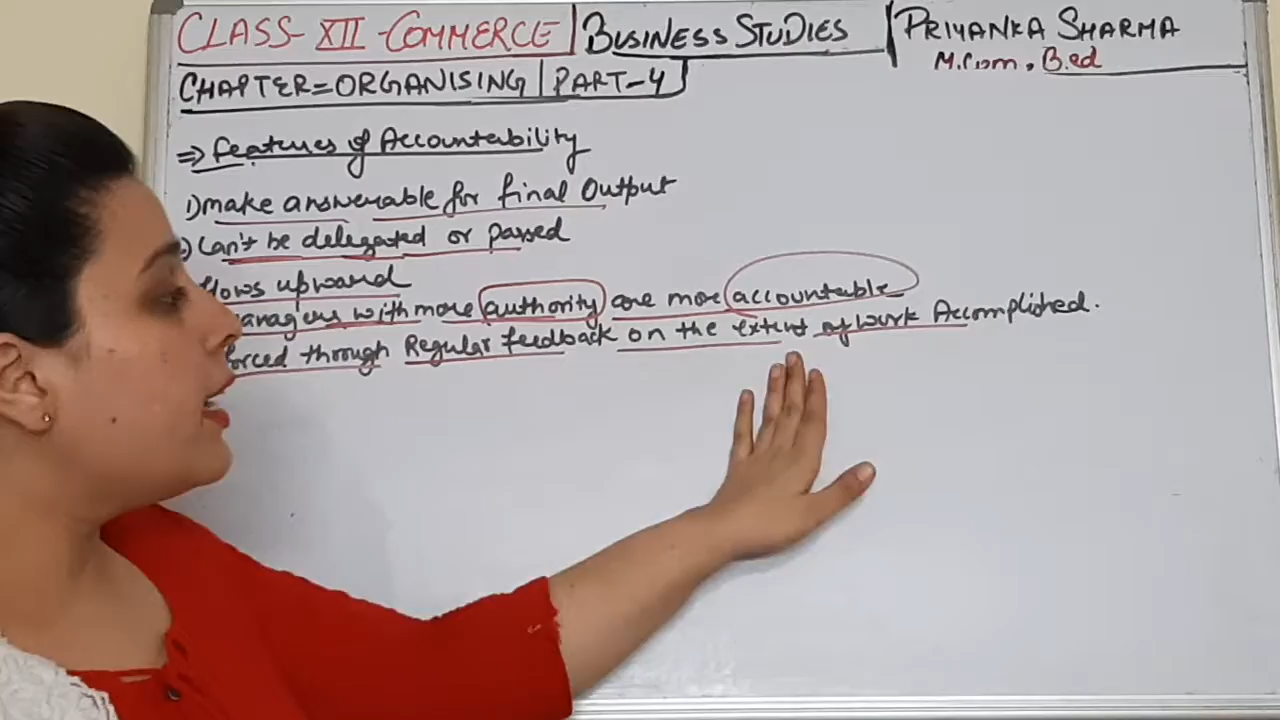 CLASS-XII-COMMERCE | BUSINESS STUDIES | PRIYANKA SHARMA
M.Com, B.ed
CHAPTER=ORGANISING | PART-4
⇒ Features of Accountability
1) make answerable for final Output
) Can't be delegated or passed
flows upward
anagers with more authority are more accountable
forced through Regular feedback on the extent of work Accomplished.